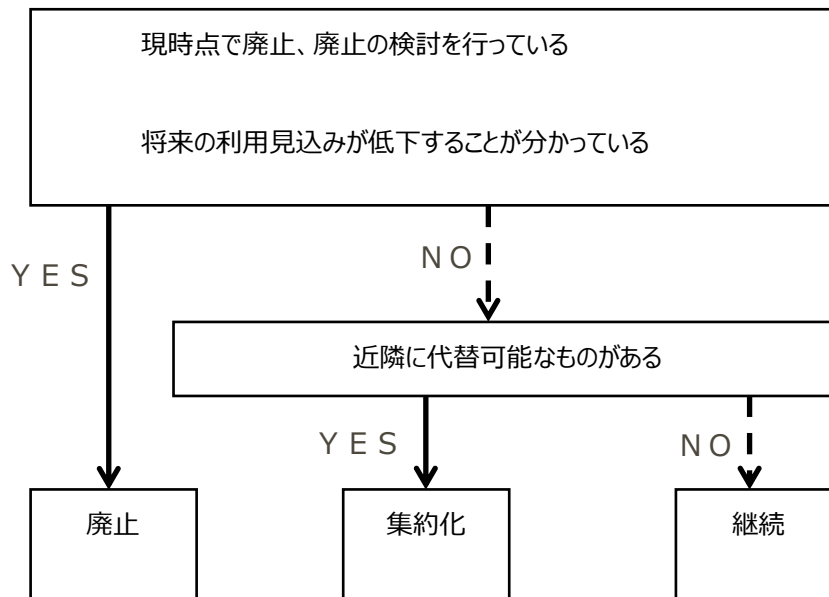 現時点で廃止、廃止の検討を行っている
将来の利用見込みが低下することが分かっている
YES
NO
近隣に代替可能なものがある
YES
NO
廃止
集約化
継続